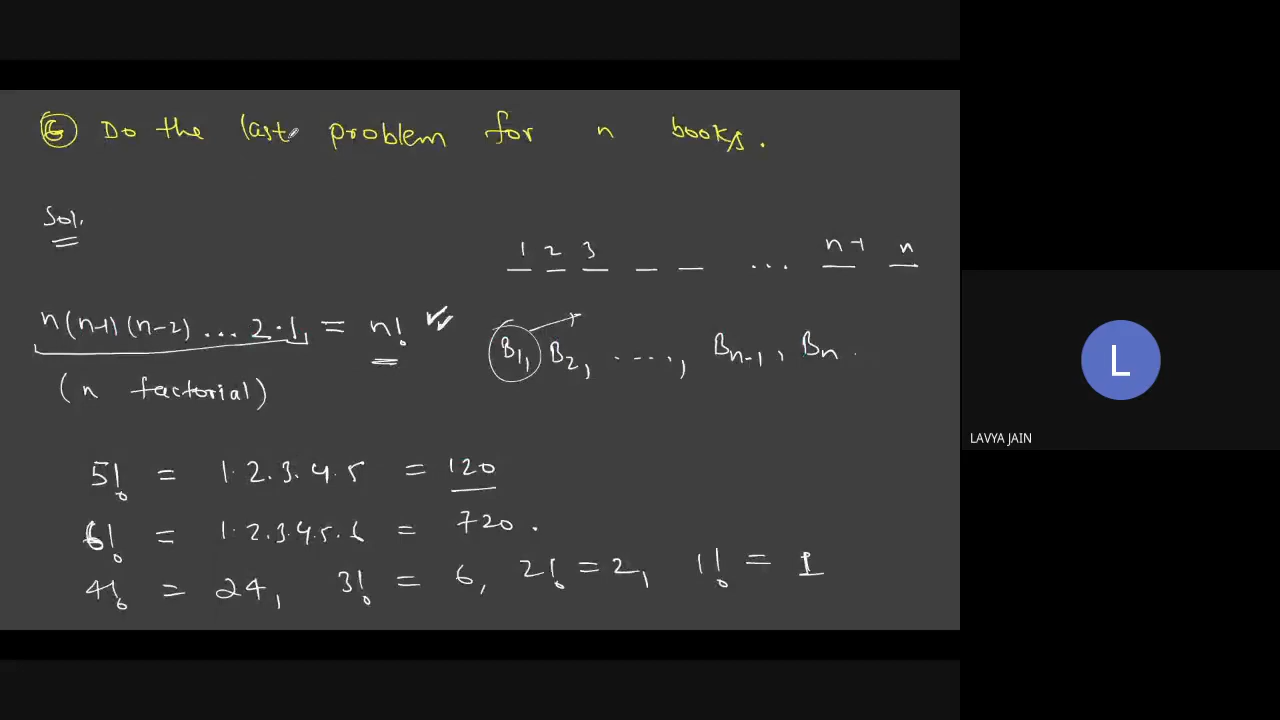 ⑥ Do the last problem for n books.
Sol.
1 2 3 ... n-1 n
n(n-1)(n-2) ... 2·1, = n!
B1, B2, ...., Bn-1, Bn.
(n factorial)
5! = 1·2·3·4·5 = 120
6! = 1·2·3·4·5·6 = 720.
4! = 24, 3! = 6, 2! = 2, 1! = 1
L
LAVYA JAIN